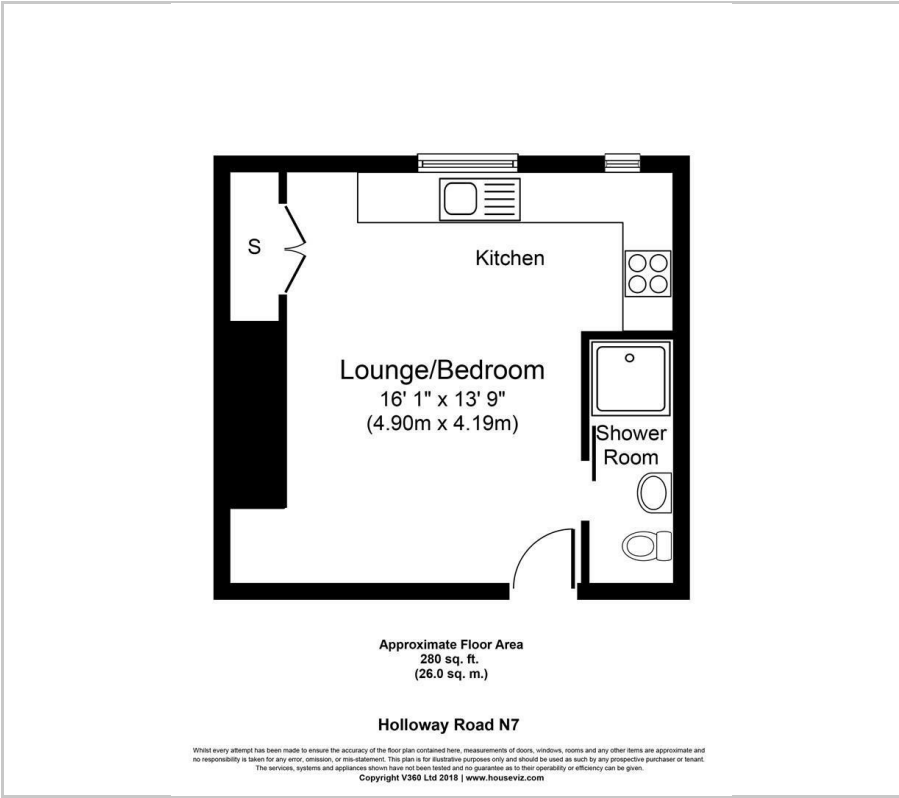 S
Kitchen
Lounge/Bedroom
16' 1" x 13' 9"
(4.90m x 4.19m)
Shower
Room
Approximate Floor Area
280 sq. ft.
(26.0 sq. m.)
Holloway Road N7
Whilst every attempt has been made to ensure the accuracy of the floor plan contained here, measurements of doors, windows, rooms and any other items are approximate and
no responsibility is taken for any error, omission, or mis-statement. This plan is for illustrative purposes only and should be used as such by any prospective purchaser or tenant.
The services, systems and appliances shown have not been tested and no guarantee as to their operability or efficiency can be given.
Copyright V360 Ltd 2018 | www.houseviz.com